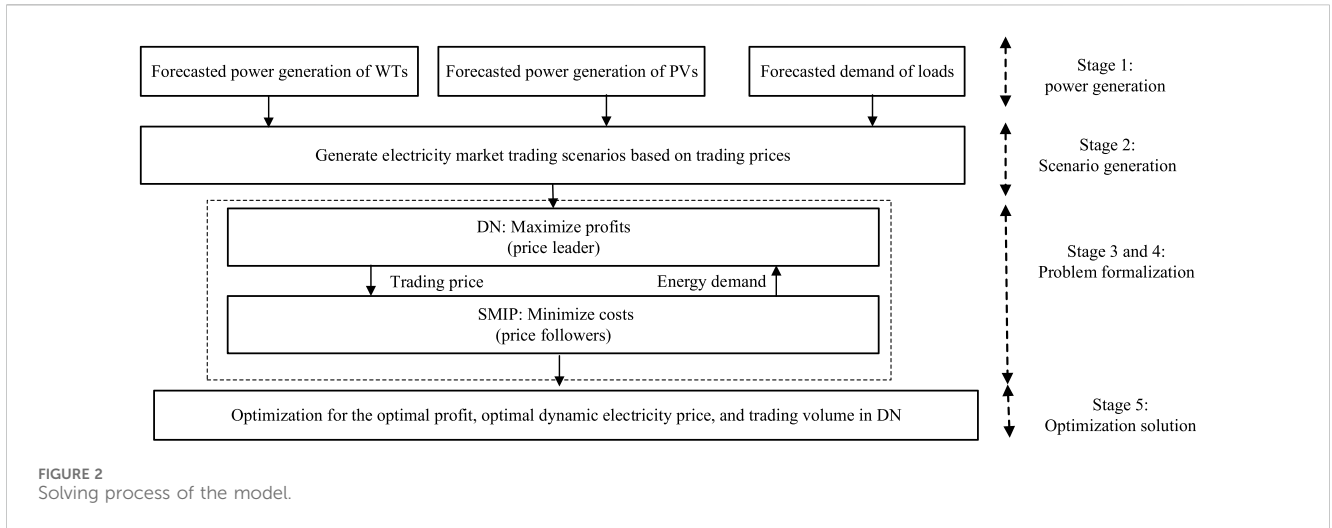 Forecasted power generation of WTs
Forecasted power generation of PVs
Forecasted demand of loads
Stage 1:
power generation
Generate electricity market trading scenarios based on trading prices
Stage 2:
Scenario generation
DN: Maximize profits
(price leader)
Trading price
Energy demand
SMIP: Minimize costs
(price followers)
Stage 3 and 4:
Problem formalization
Optimization for the optimal profit, optimal dynamic electricity price, and trading volume in DN
Stage 5:
Optimization solution
FIGURE 2
Solving process of the model.